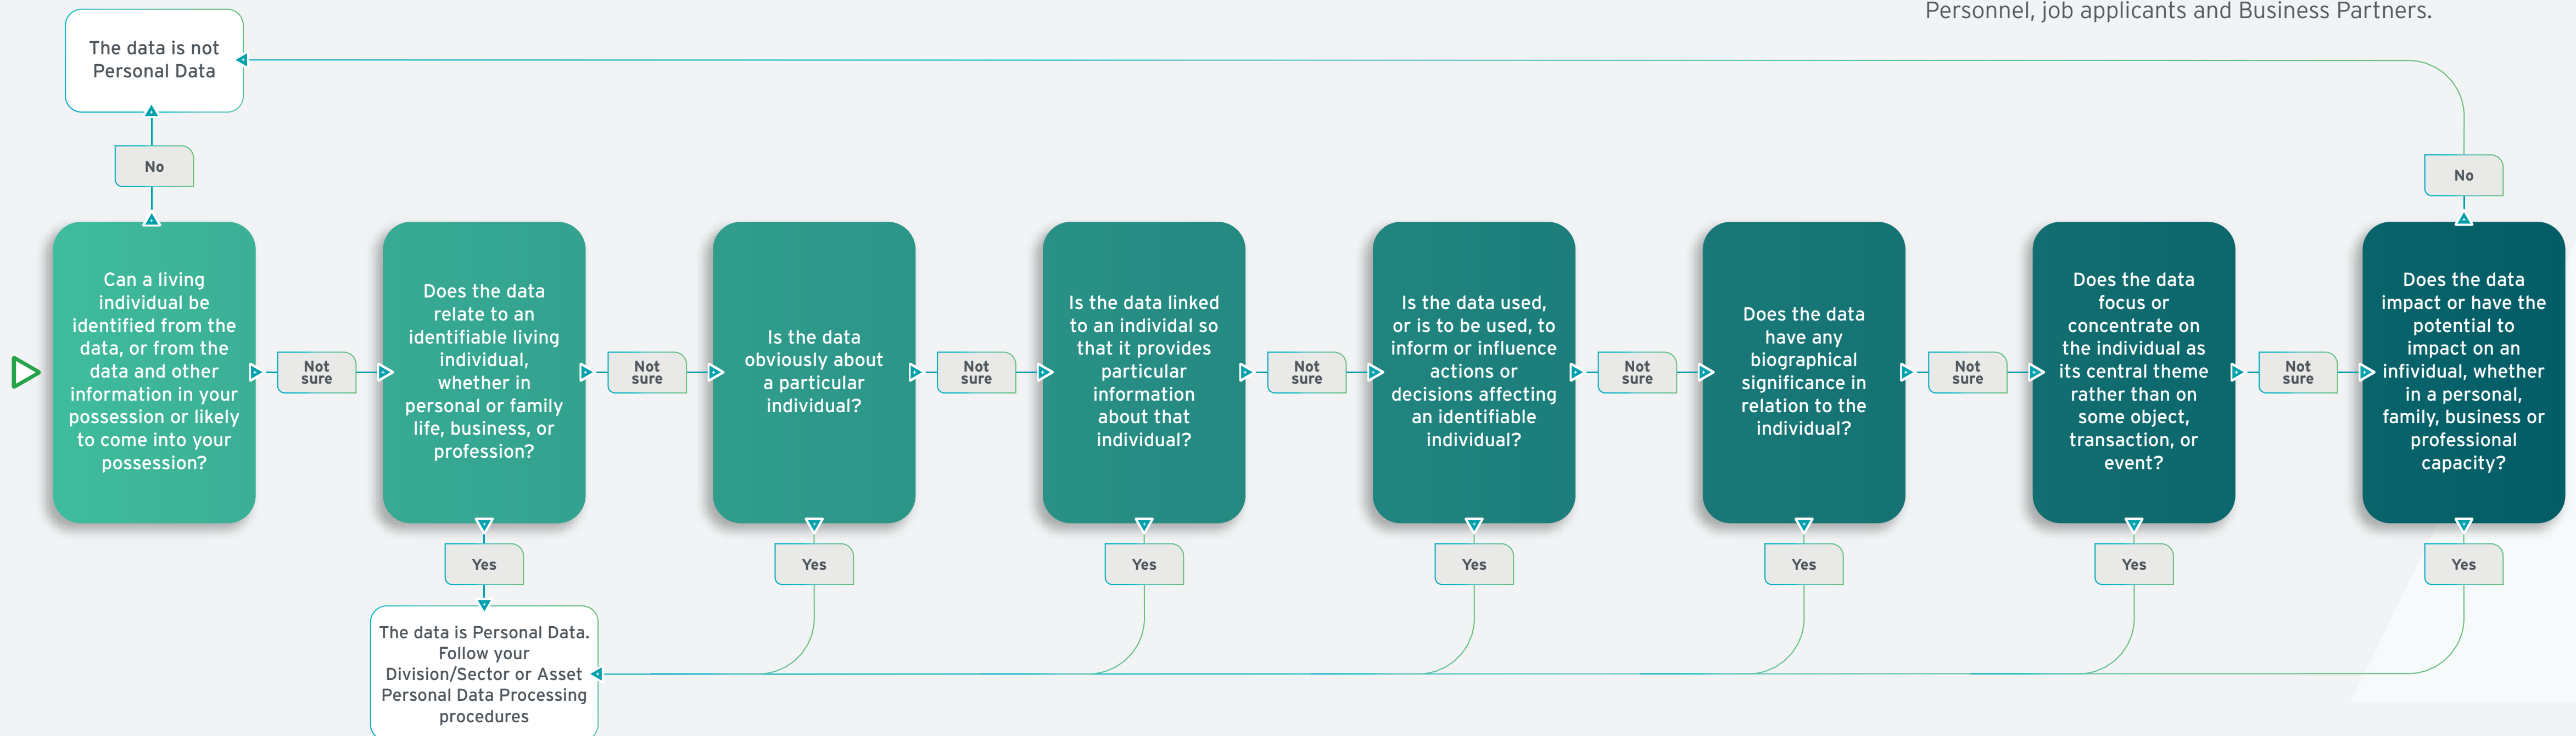 Personnel, job applicants and Business Partners.
The data is not
Personal Data
No
No
Can a living
individual be
identified from the
data, or from the
data and other
information in your
possession or likely
to come into your
possession?
Not
sure
Does the data
relate to an
identifiable living
individual,
whether in
personal or family
life, business, or
profession?
Not
sure
Is the data
obviously about
a particular
individual?
Not
sure
Is the data linked
to an individal so
that it provides
particular
information
about that
individual?
Not
sure
Is the data used,
or is to be used, to
inform or influence
actions or
decisions affecting
an identifiable
individual?
Not
sure
Does the data
have any
biographical
significance in
relation to the
individual?
Not
sure
Does the data
focus or
concentrate on
the individual as
its central theme
rather than on
some object,
transaction, or
event?
Not
sure
Does the data
impact or have the
potential to
impact on an
infividual, whether
in a personal,
family, business or
professional
capacity?
Yes
Yes
Yes
Yes
Yes
Yes
Yes
The data is Personal Data.
Follow your
Division/Sector or Asset
Personal Data Processing
procedures